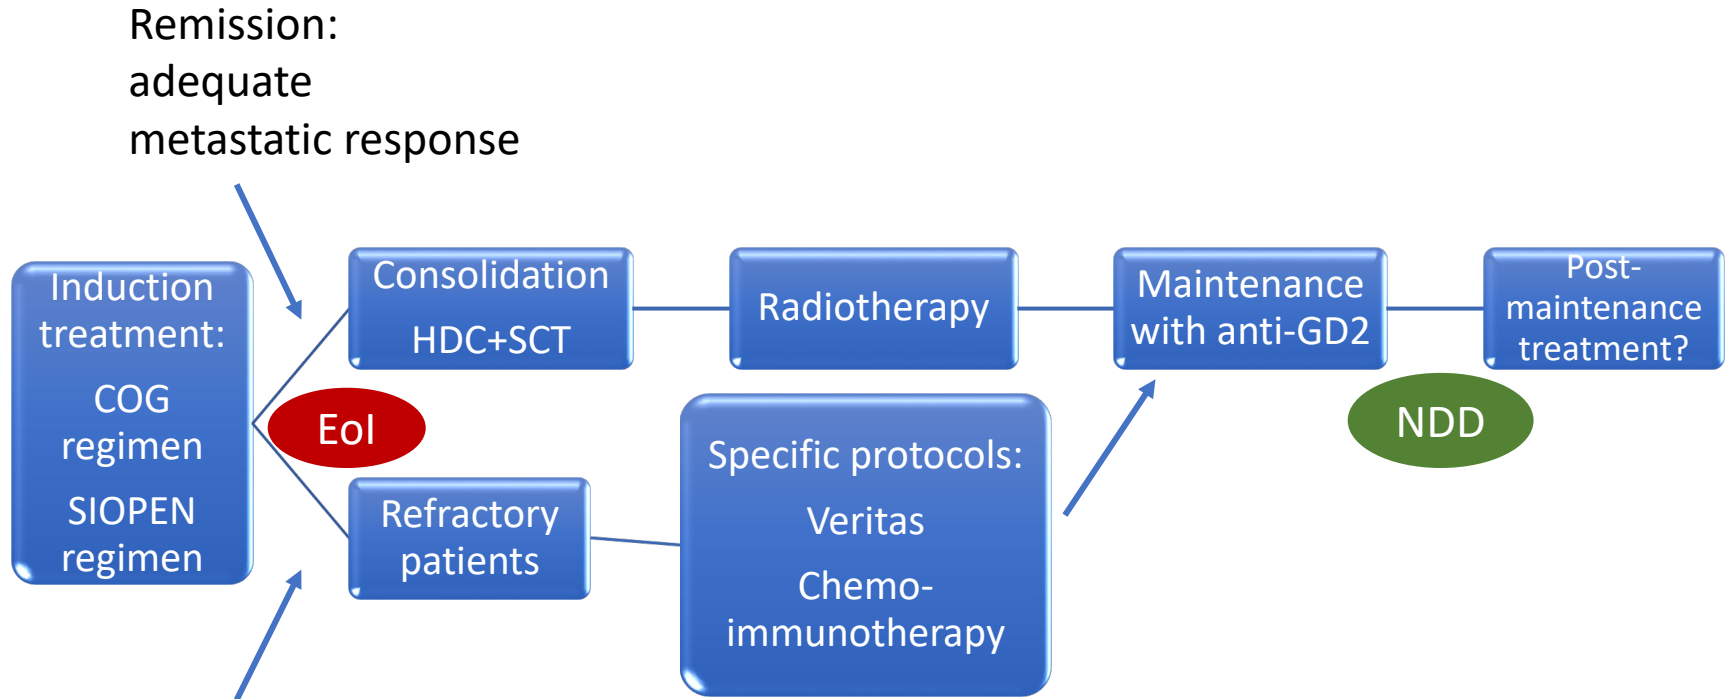 Remission:
adequate
metastatic response
Induction
treatment:
COG
regimen
SIOPEN
regimen
EoI
Consolidation
HDC+SCT
Radiotherapy
Maintenance
with anti-GD2
Post-
maintenance
treatment?
NDD
Refractory
patients
Specific protocols:
Veritas
Chemo-
immunotherapy